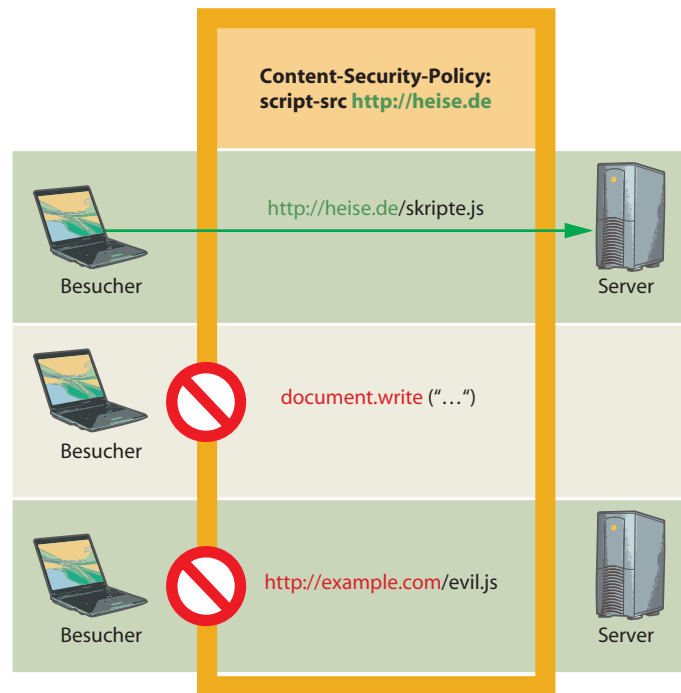 Content-Security-Policy:
script-src http://heise.de
http://heise.de/skripte.js
Besucher
Server
document.write (“…“)
Besucher
http://example.com/evil.js
Besucher
Server